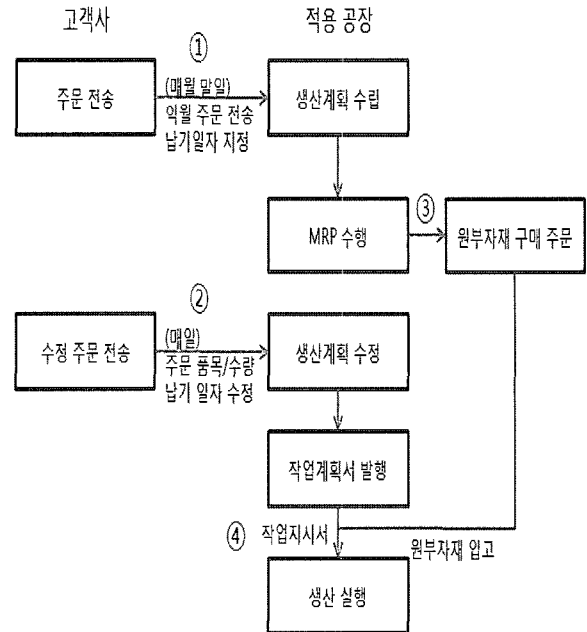 고객사
적용 공장
①
주문 전송
(매월 말일)
익월 주문 전송
납기일자 지정
생산계획 수립
MRP 수행
③
원부자재 구매 주문
②
수정 주문 전송
(매일)
주문 품목/수량
납기 일자 수정
생산계획 수정
작업계획서 발행
④ 작업지시서
원부자재 입고
생산 실행